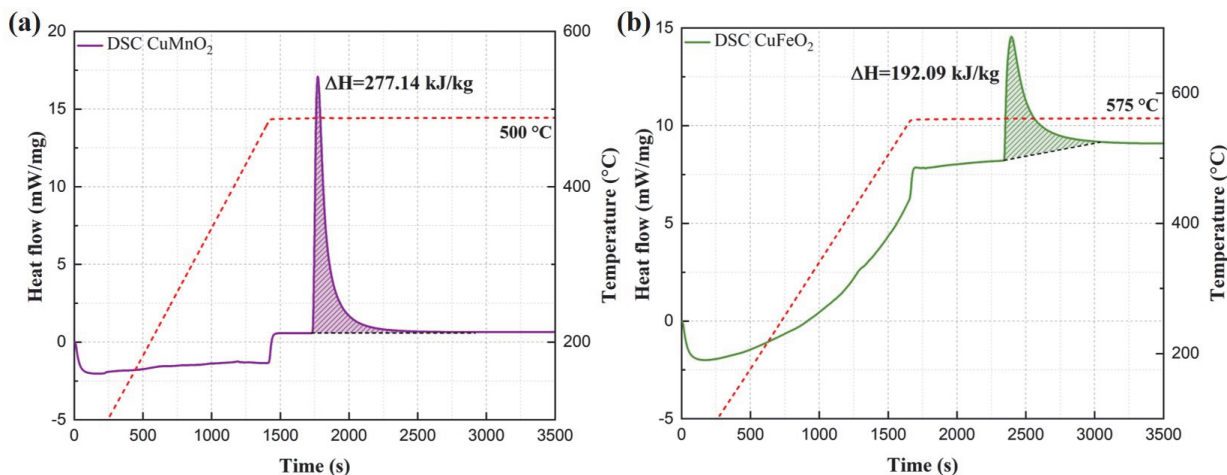 (a)
DSC CuMnO₂
ΔH=277.14 kJ/kg
500 °C
Heat flow (mW/mg)
20
15
10
5
0
-5
Temperature (°C)
600
400
200
0 500 1000 1500 2000 2500 3000 3500
Time (s)
(b)
DSC CuFeO₂
ΔH=192.09 kJ/kg
575 °C
Heat flow (mW/mg)
15
10
5
0
-5
Temperature (°C)
600
400
200
0 500 1000 1500 2000 2500 3000 3500
Time (s)